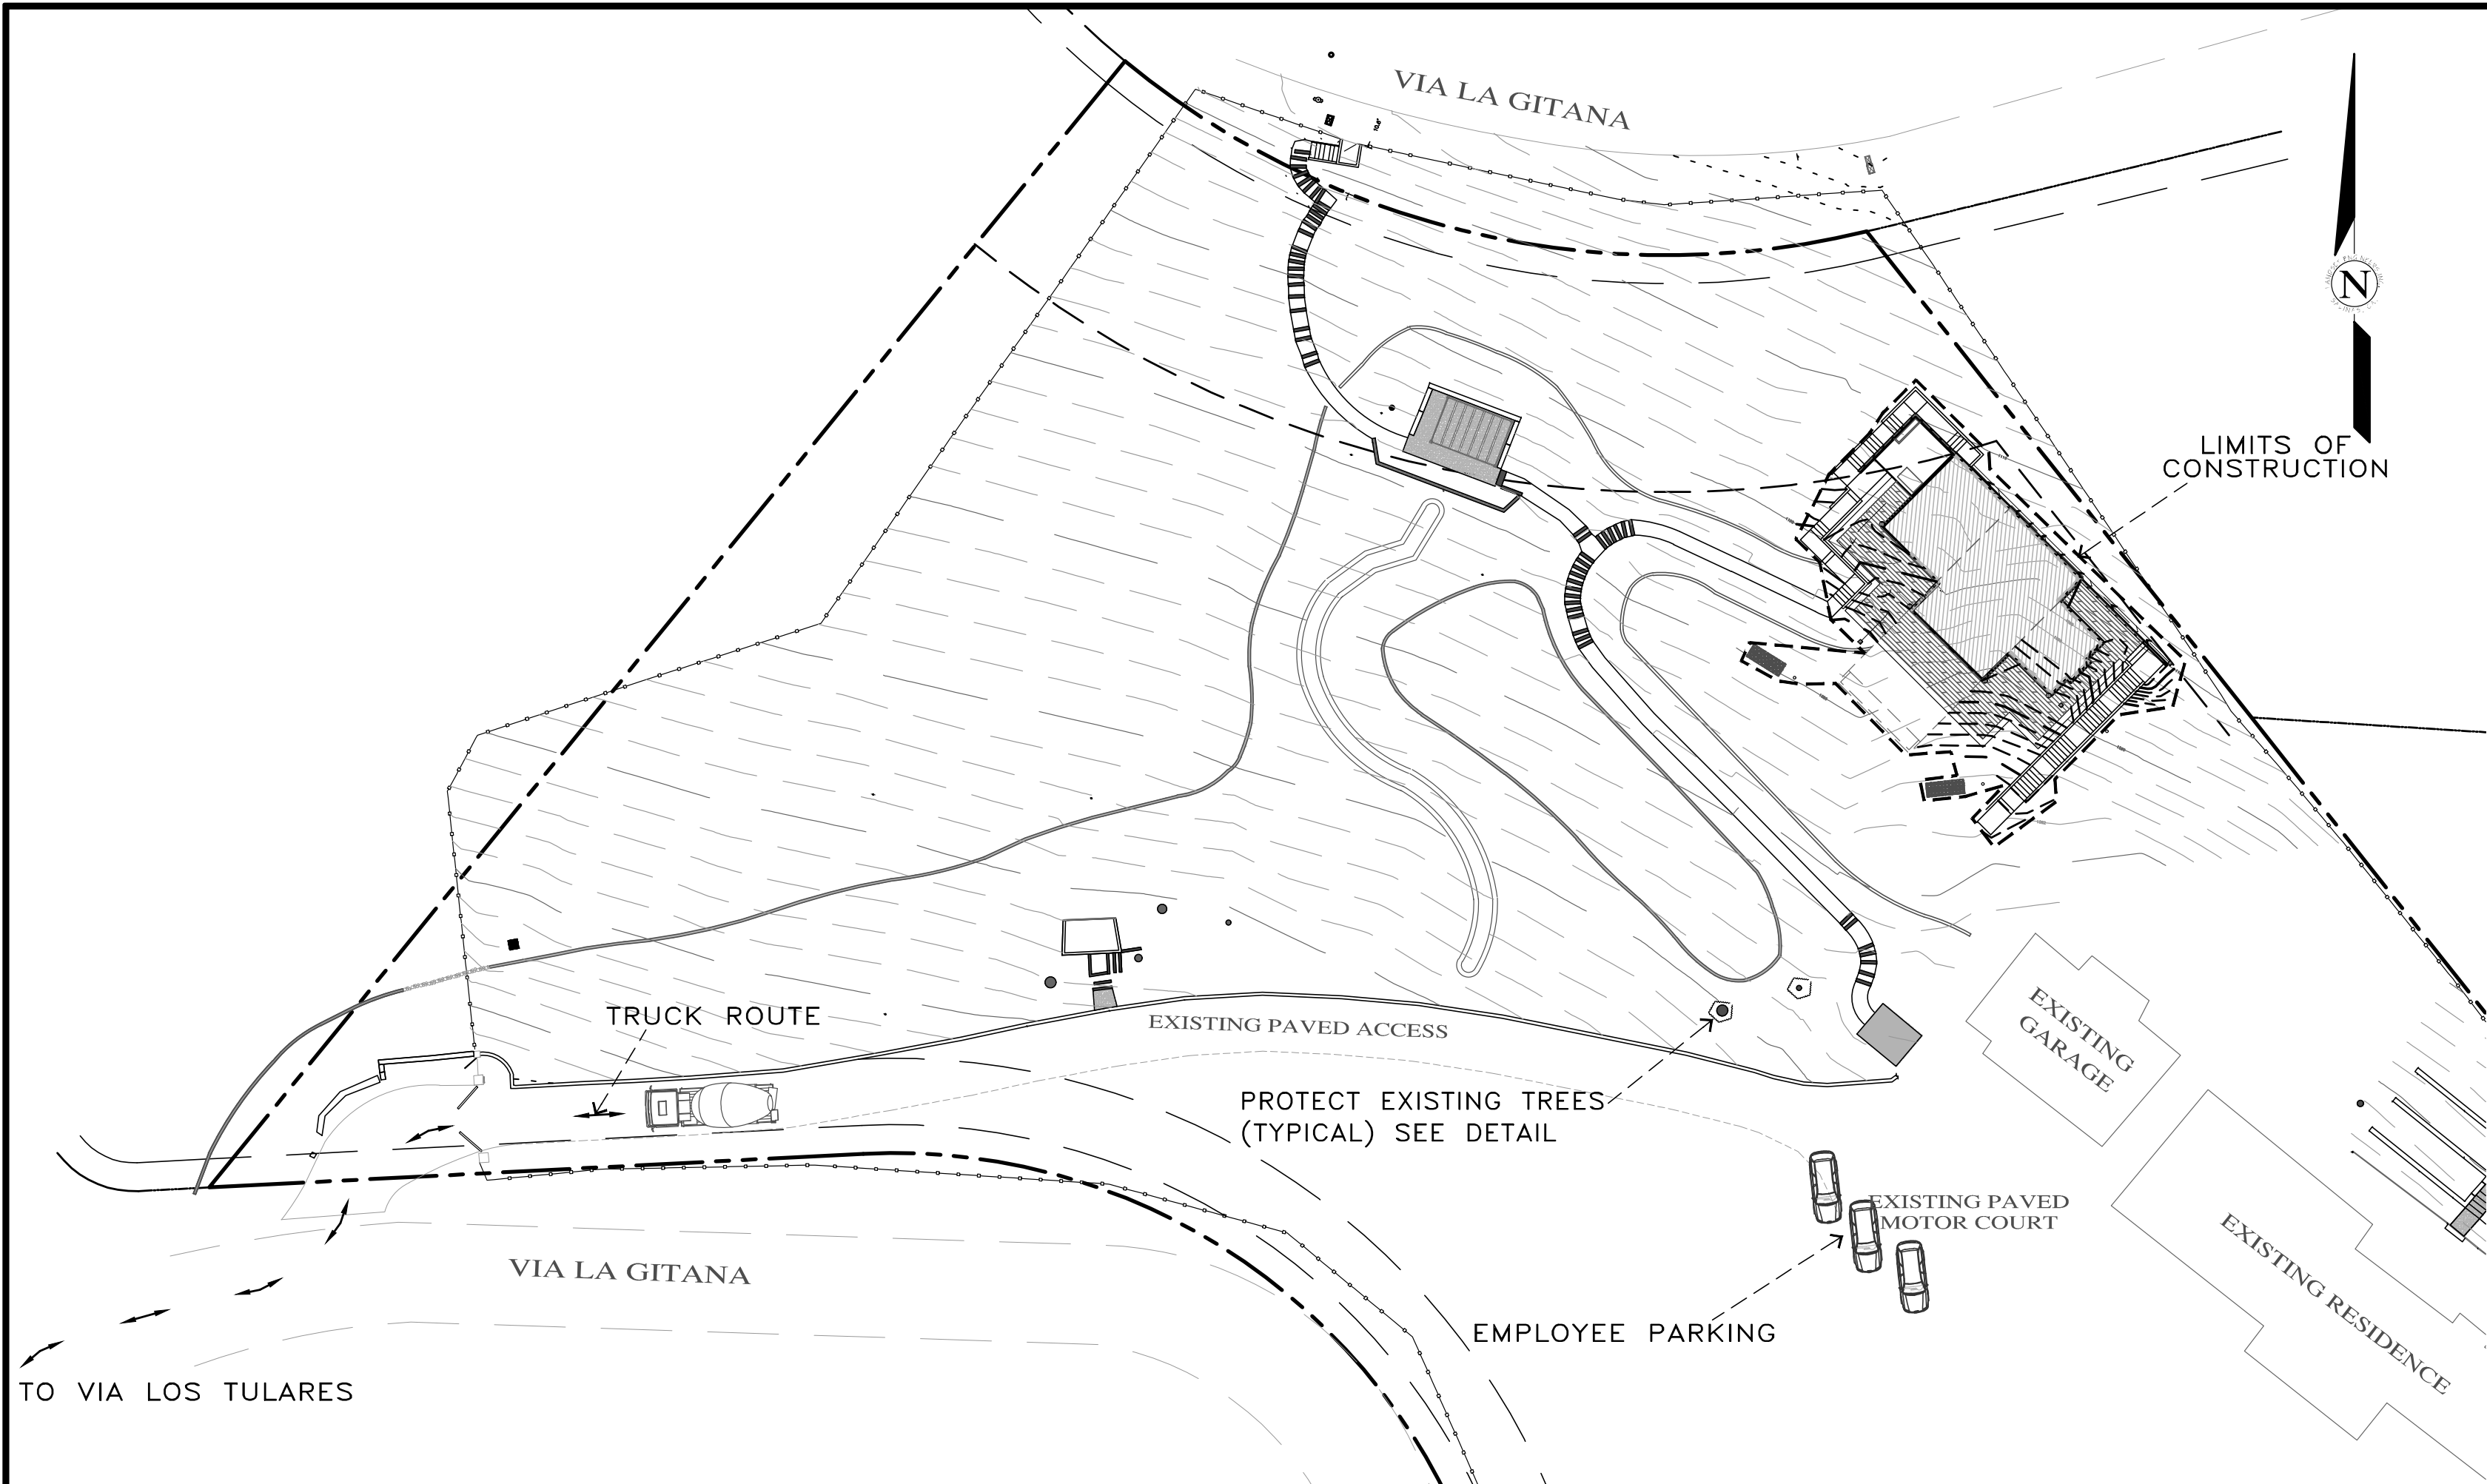 VIA LA GITANA
N
LIMITS OF
CONSTRUCTION
TRUCK ROUTE
EXISTING PAVED ACCESS
EXISTING
GARAGE
PROTECT EXISTING TREES
(TYPICAL) SEE DETAIL
EXISTING PAVED
MOTOR COURT
VIA LA GITANA
EXISTING RESIDENCE
EMPLOYEE PARKING
TO VIA LOS TULARES